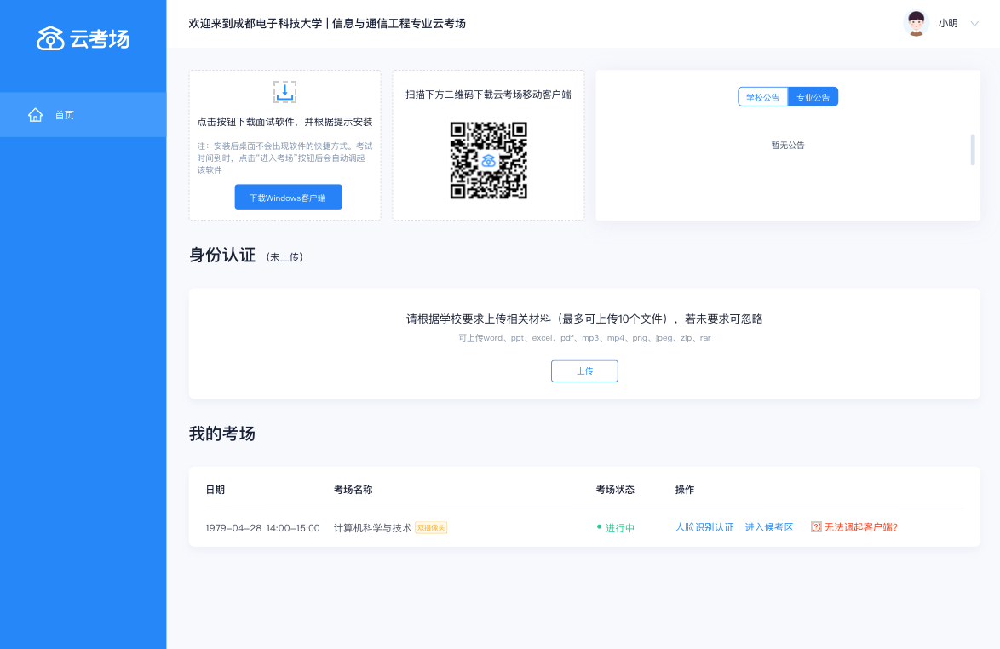 云考场
首页
欢迎来到成都电子科技大学 | 信息与通信工程专业云考场
小明
点击按钮下载面试软件，并根据提示安装
注：安装后桌面不会出现软件的快捷方式。考试
时间到时，点击“进入考场”按钮后会自动调起
该软件
下载Windows客户端
扫描下方二维码下载云考场移动客户端
学校公告 专业公告
暂无公告
身份认证 （未上传）
请根据学校要求上传相关材料（最多可上传10个文件），若未要求可忽略
可上传word、ppt、excel、pdf、mp3、mp4、png、jpeg、zip、rar
上传
我的考场
日期 考场名称 考场状态 操作
1979-04-28 14:00-15:00 计算机科学与技术 双摄像头 进行中 人脸识别认证 进入候考区 无法调起客户端?